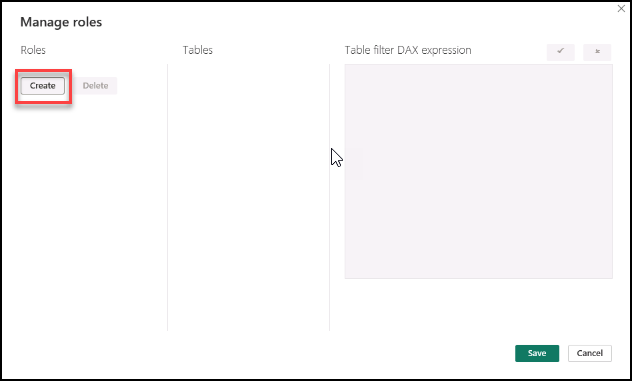 Manage roles
Roles
Tables
Table filter DAX expression
Create
Delete
Save
Cancel